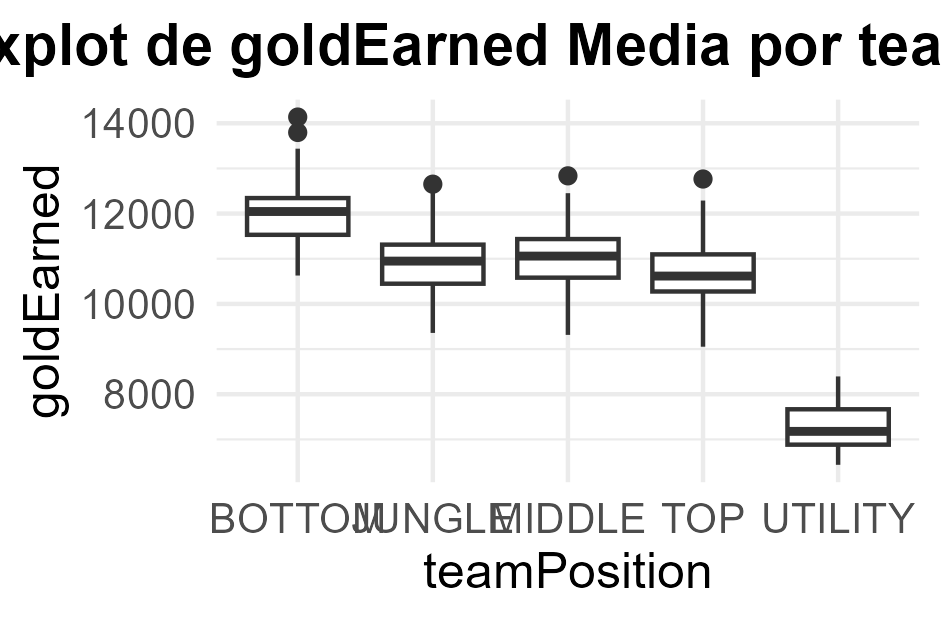 xplot de goldEarned Media por tea
14000
12000
10000
8000
goldEarned
BOTTOM JUNGLE MIDDLE TOP UTILITY
teamPosition